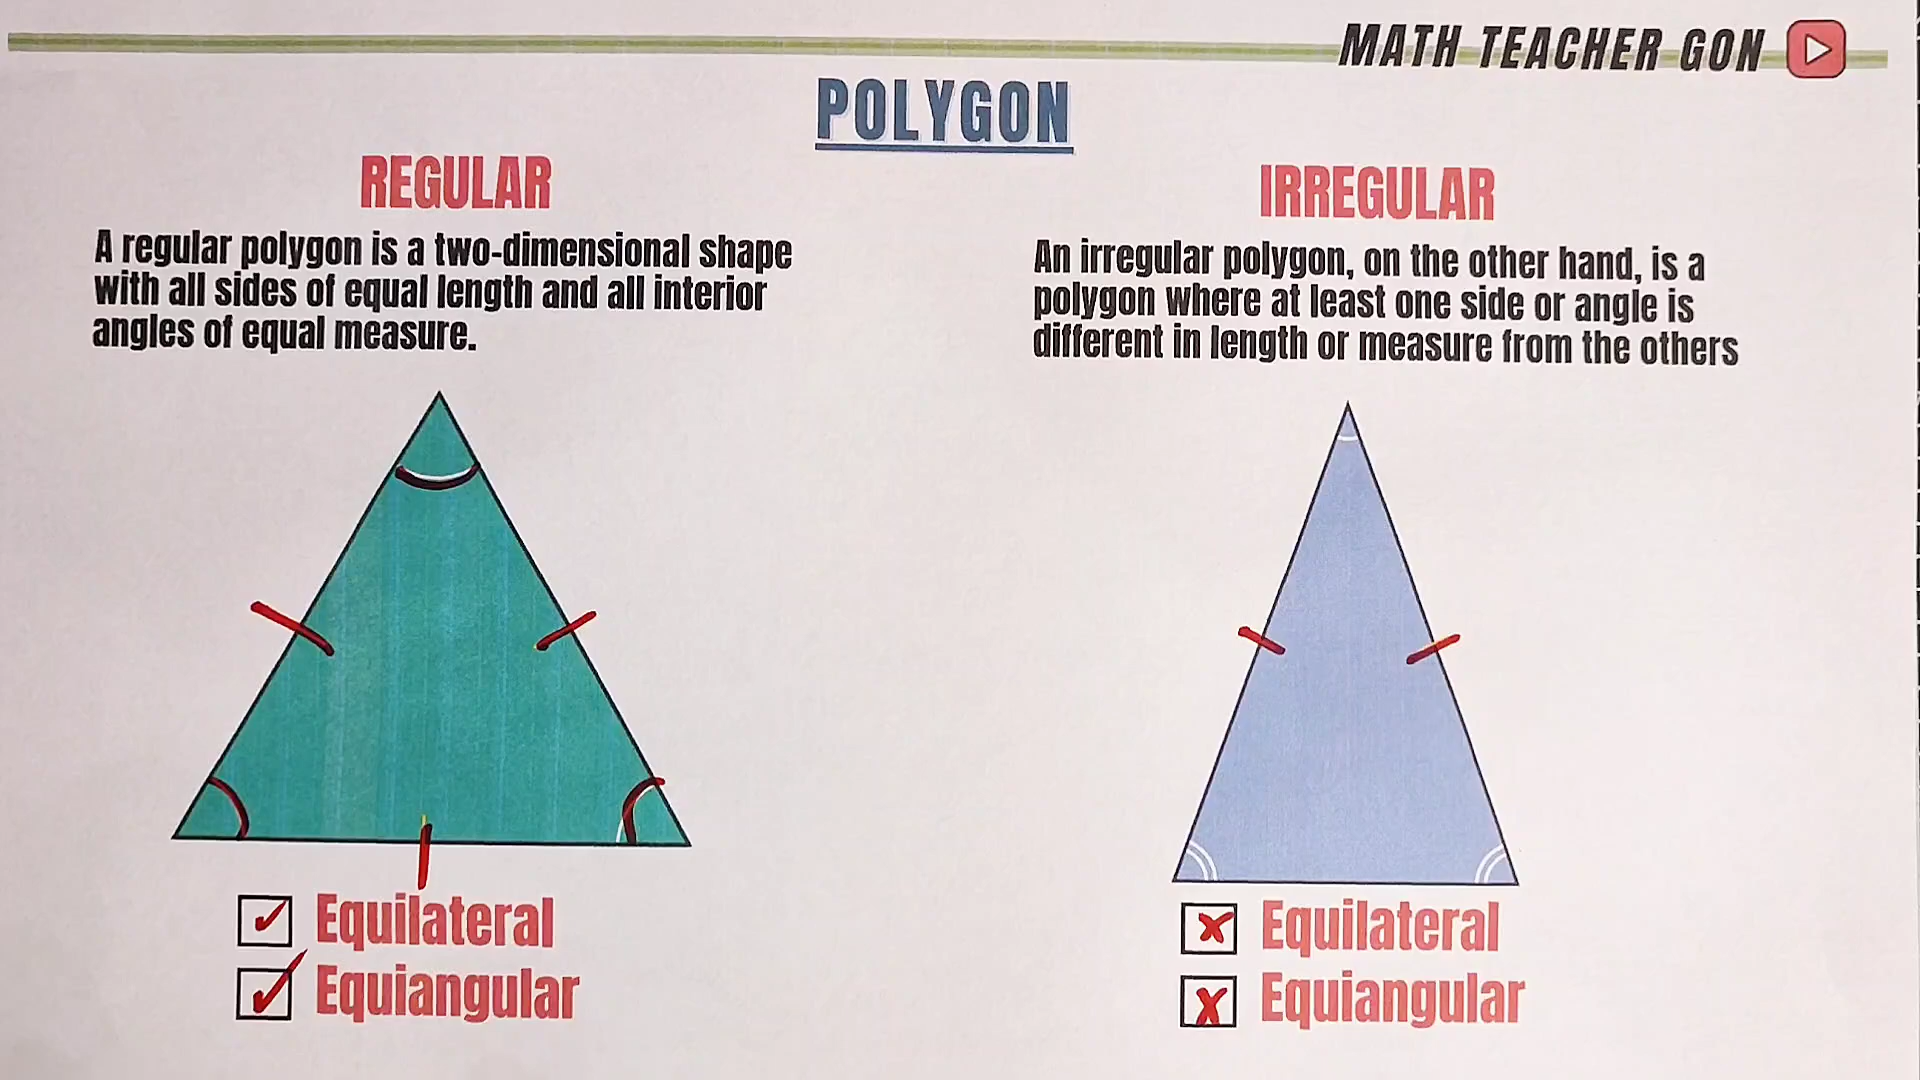 MATH TEACHER GON
POLYGON
REGULAR
A regular polygon is a two-dimensional shape
with all sides of equal length and all interior
angles of equal measure.
Equilateral
Equiangular
IRREGULAR
An irregular polygon, on the other hand, is a
polygon where at least one side or angle is
different in length or measure from the others
Equilateral
Equiangular